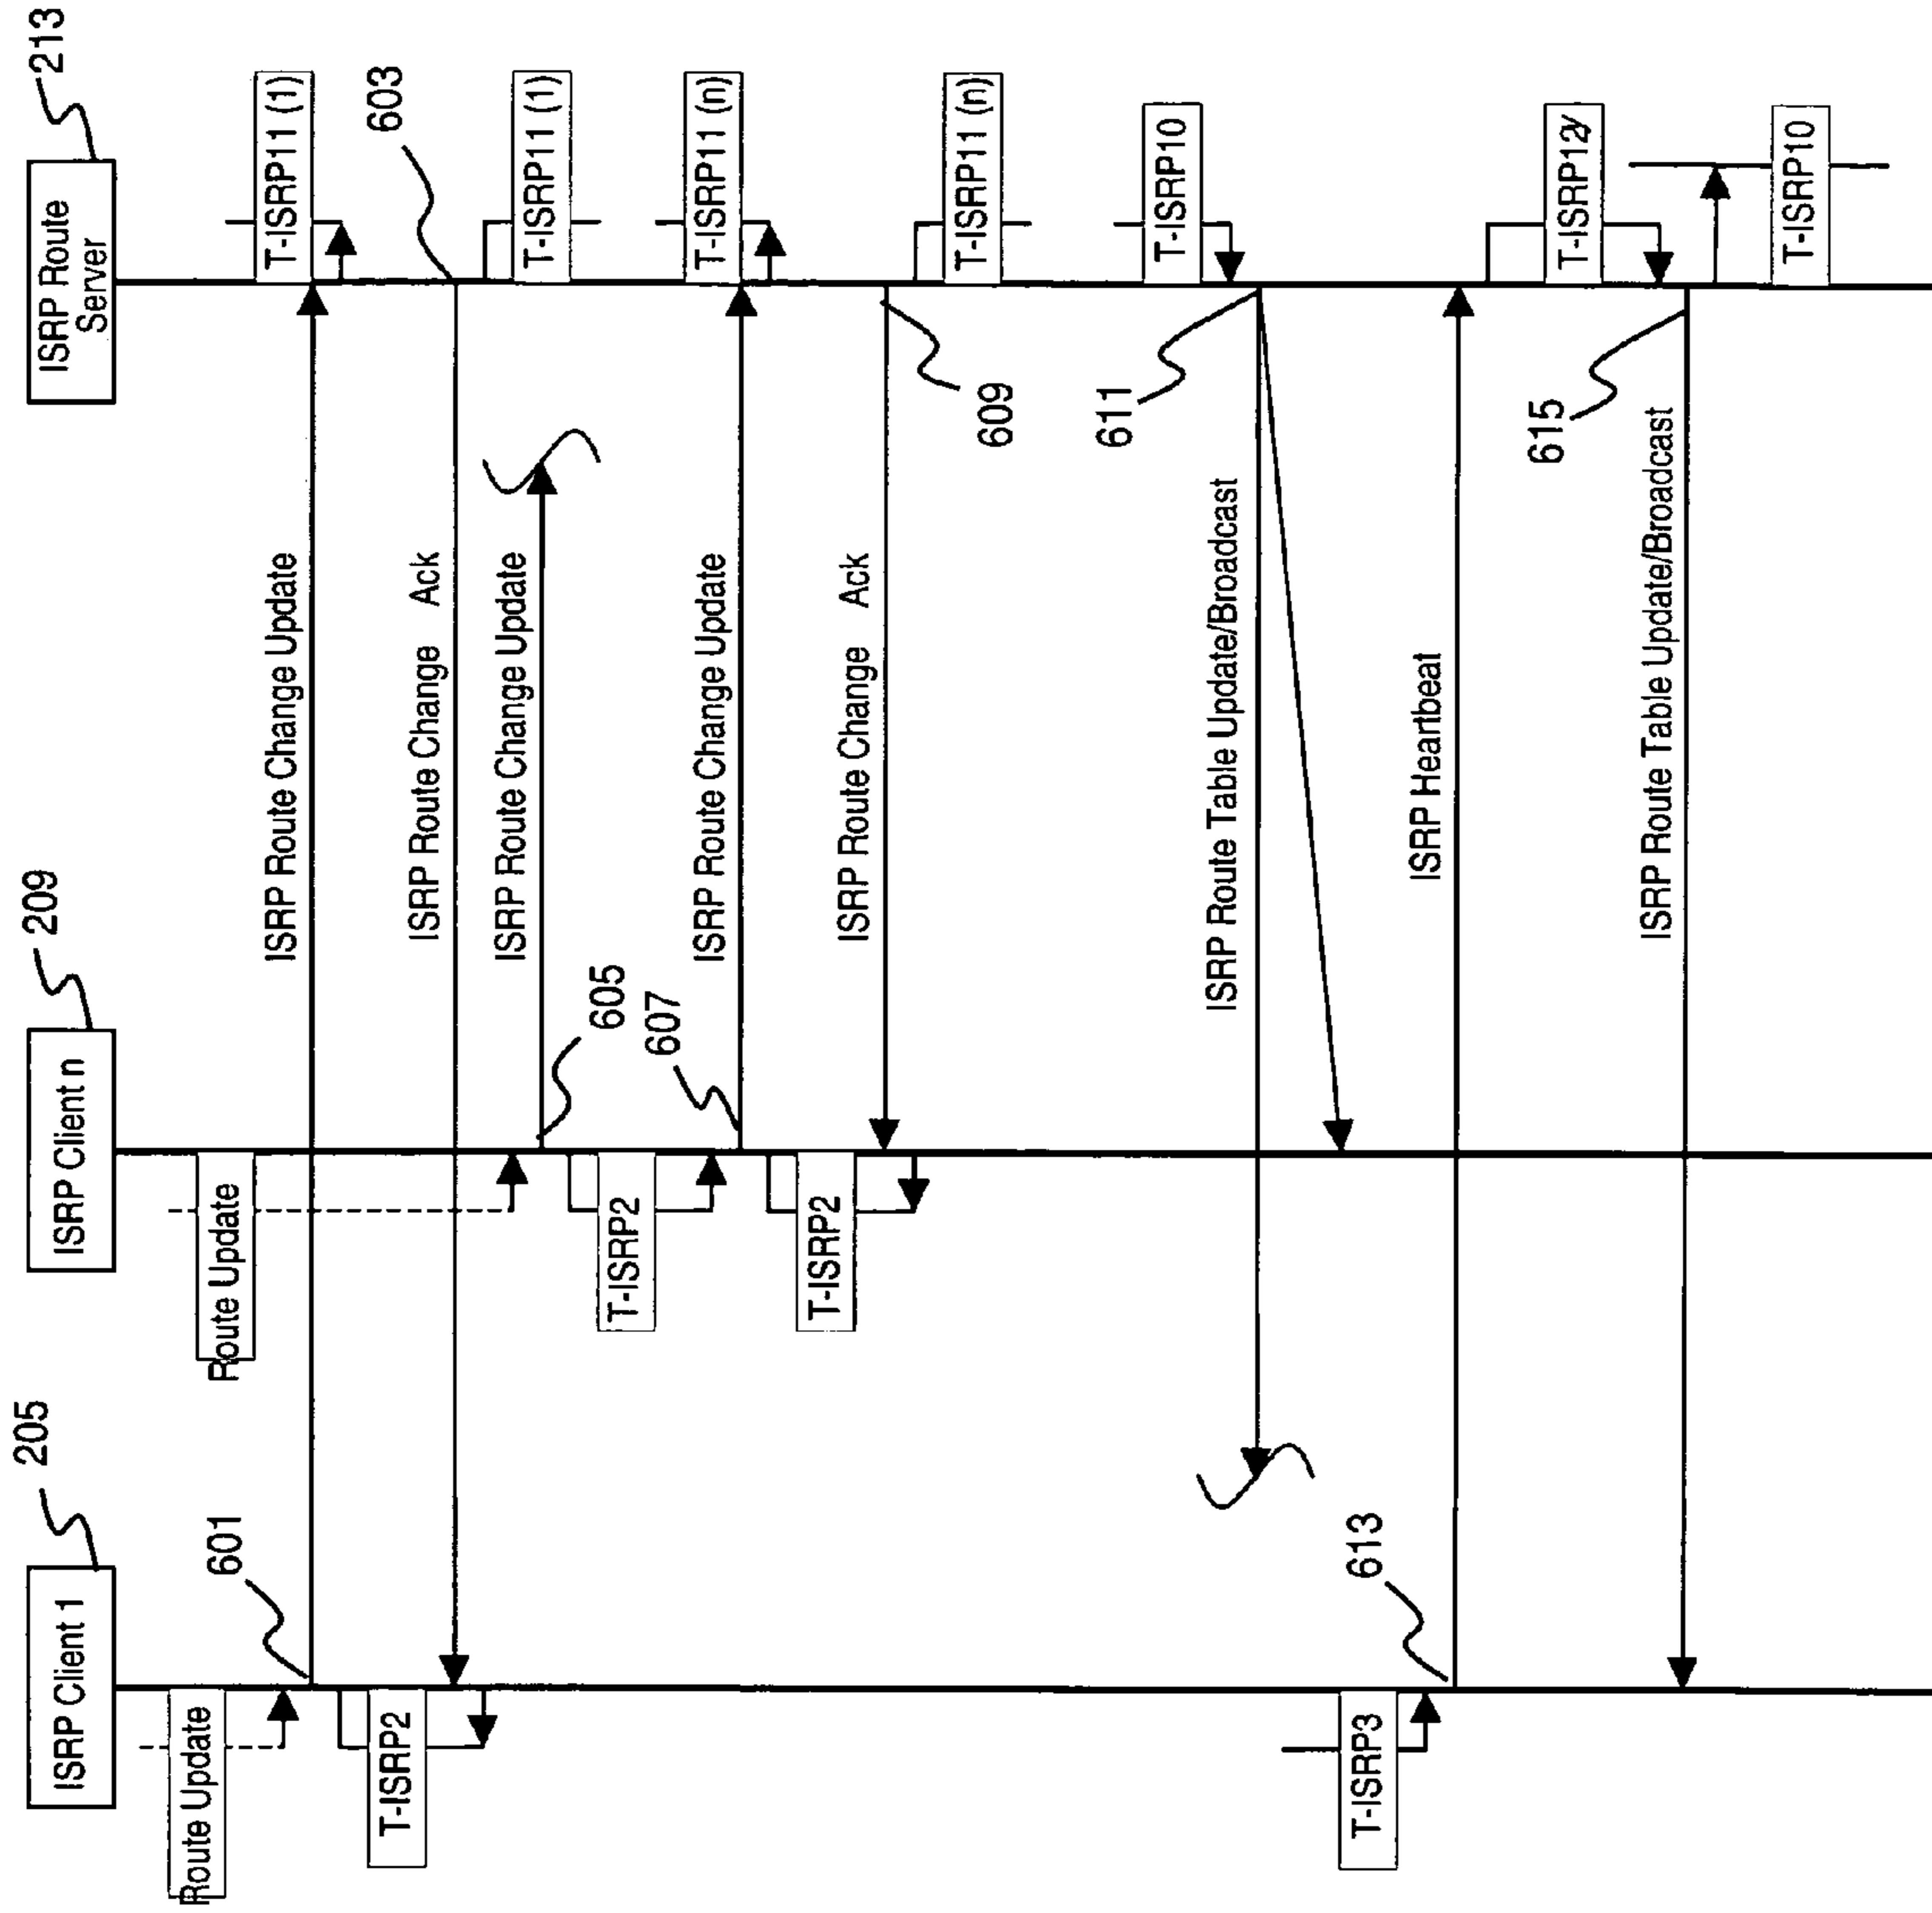 205
209
213
ISRP Client 1
ISRP Client n
ISRP Route
Server
Route Update
Route Update
601
ISRP Route Change Update
T-ISRP11 (1)
603
T-ISRP2
ISRP Route Change Ack
ISRP Route Change Update
T-ISRP11 (1)
605
T-ISRP2
607
ISRP Route Change Update
T-ISRP11 (n)
T-ISRP2
ISRP Route Change Ack
609
T-ISRP11 (n)
611
T-ISRP10
ISRP Route Table Update/Broadcast
613
T-ISRP3
ISRP Heartbeat
T-ISRP12y
615
ISRP Route Table Update/Broadcast
T-ISRP10